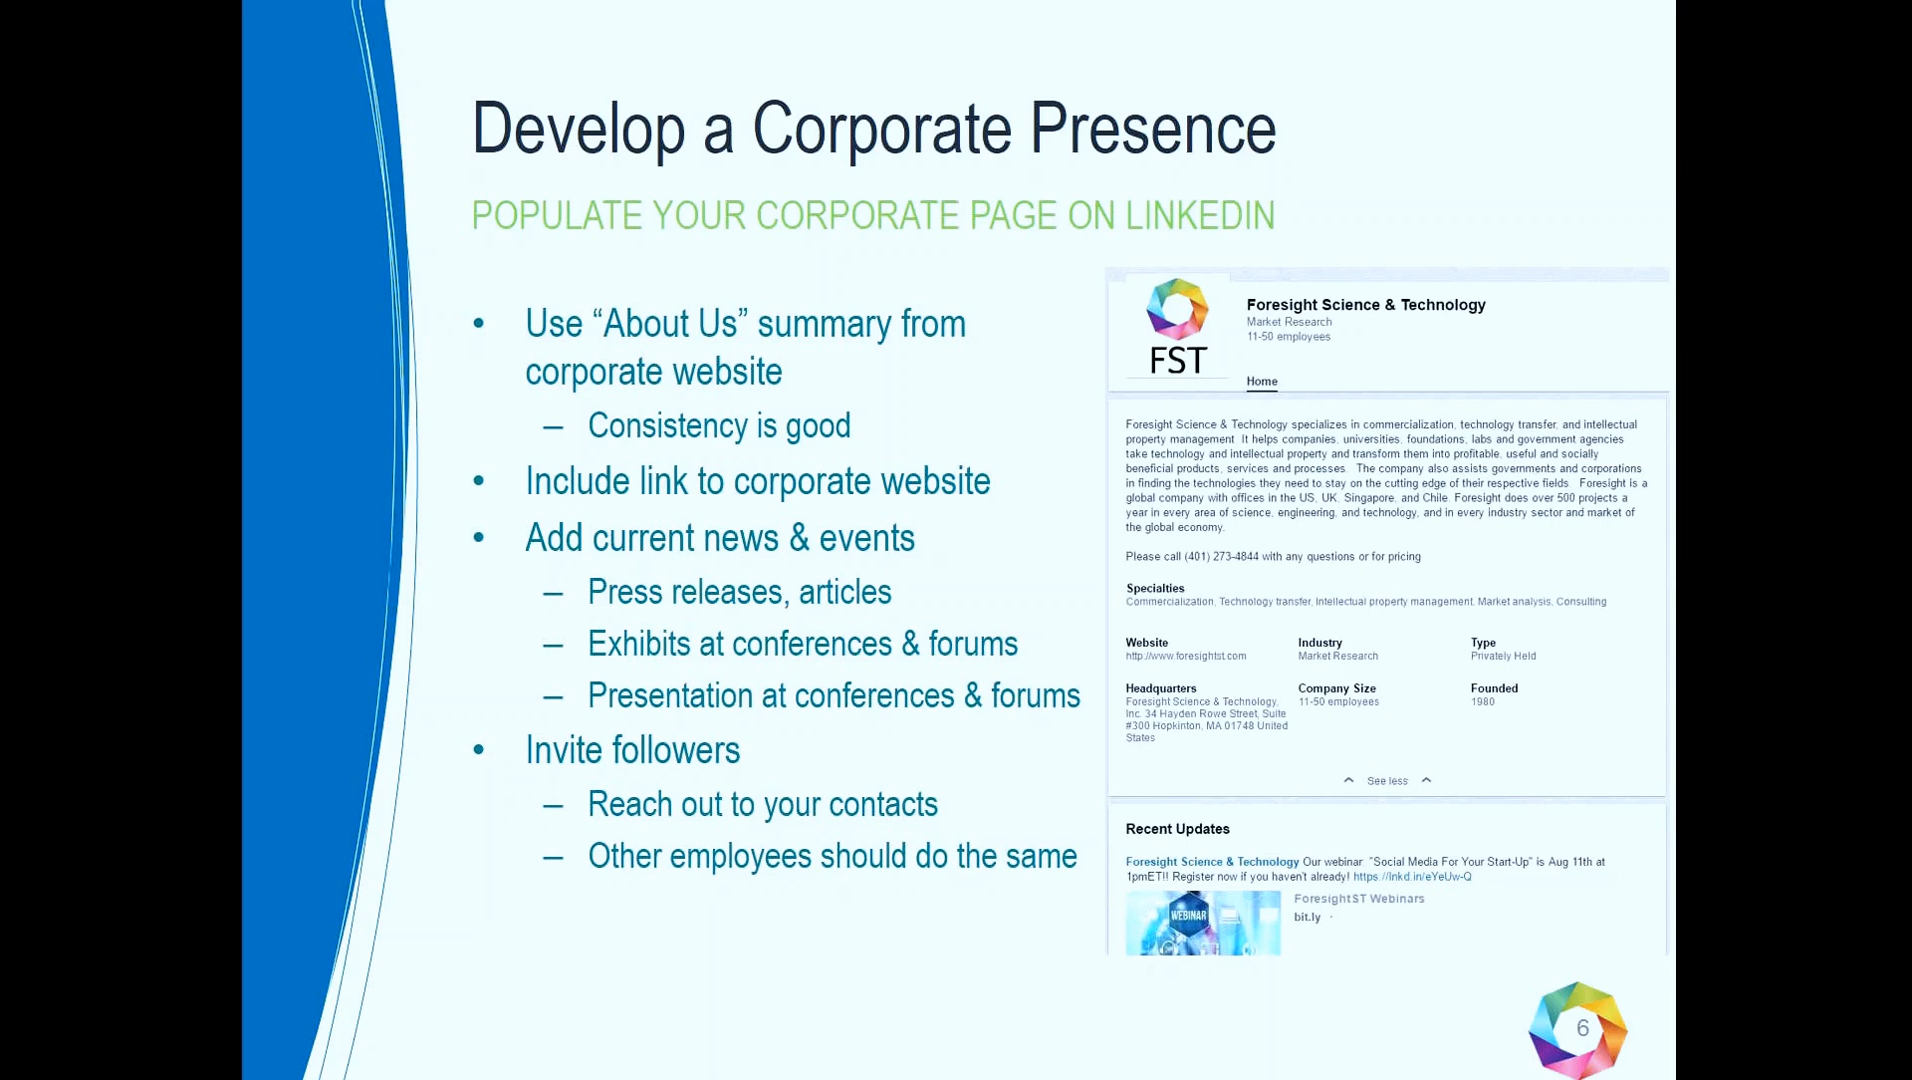 Develop a Corporate Presence
POPULATE YOUR CORPORATE PAGE ON LINKEDIN
• Use “About Us” summary from
corporate website
– Consistency is good
• Include link to corporate website
• Add current news & events
– Press releases, articles
– Exhibits at conferences & forums
– Presentation at conferences & forums
• Invite followers
– Reach out to your contacts
– Other employees should do the same
FST
Foresight Science & Technology
Market Research
11-50 employees
Home
Foresight Science & Technology specializes in commercialization, technology transfer, and intellectual
property management. It helps companies, universities, foundations, labs and government agencies
take technology and intellectual property and transform them into profitable, useful and socially
beneficial products, services and processes. The company also assists governments and corporations
in finding the technologies they need to stay on the cutting edge of their respective fields. Foresight is a
global company with offices in the US, UK, Singapore, and Chile. Foresight does over 500 projects a
year in every area of science, engineering, and technology, and in every industry sector and market of
the global economy.
Please call (401) 273-4844 with any questions or for pricing
Specialties
Commercialization, Technology transfer, Intellectual property management, Market analysis, Consulting
Website
http://www.foresightst.com
Industry
Market Research
Type
Privately Held
Headquarters
Foresight Science & Technology,
Inc. 34 Hayden Rowe Street, Suite
#300 Hopkinton, MA 01748 United
States
Company Size
11-50 employees
Founded
1980
See less
Recent Updates
Foresight Science & Technology Our webinar "Social Media For Your Start-Up" is Aug 11th at
1pmET!! Register now if you haven't already! https://lnkd.in/eYeUw-Q
WEBINAR
ForesightST Webinars
bit.ly ·
6